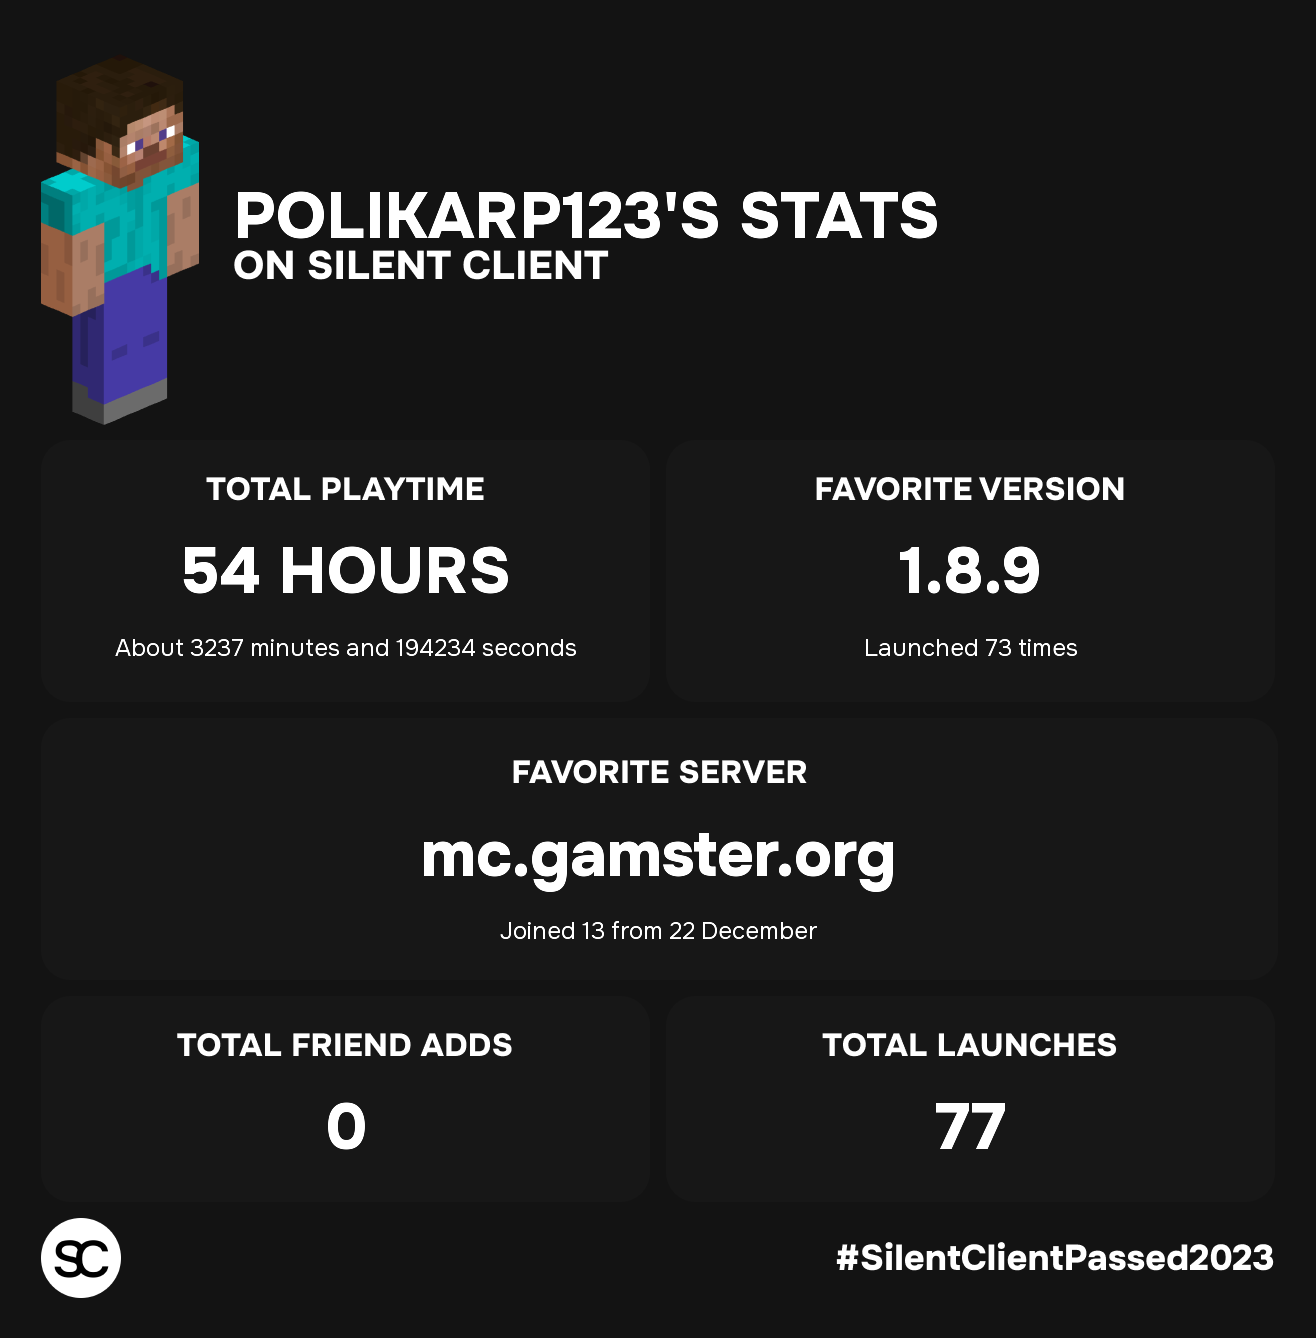 POLIKARP123'S STATS
ON SILENT CLIENT
TOTAL PLAYTIME
54 HOURS
About 3237 minutes and 194234 seconds
FAVORITE VERSION
1.8.9
Launched 73 times
FAVORITE SERVER
mc.gamster.org
Joined 13 from 22 December
TOTAL FRIEND ADDS
0
TOTAL LAUNCHES
77
SC
#SilentClientPassed2023